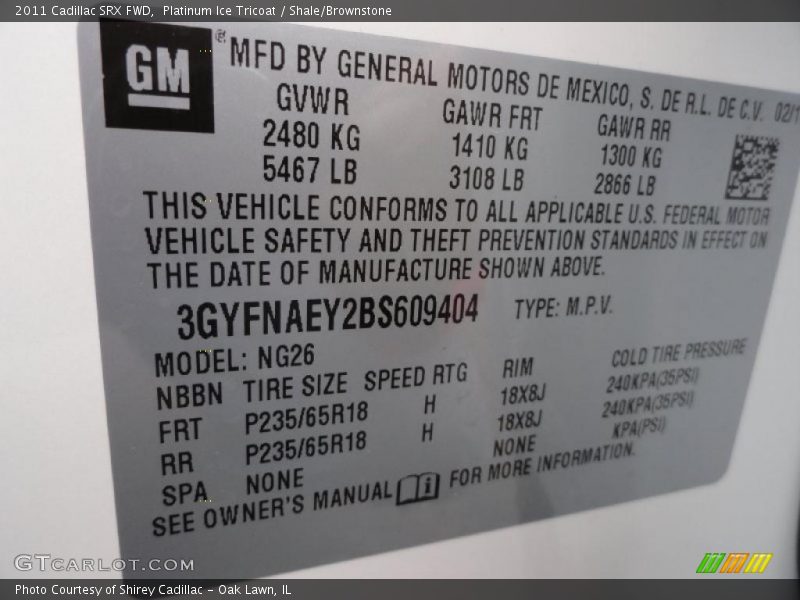 2011 Cadillac SRX FWD, Platinum Ice Tricoat / Shale/Brownstone
GM ®
MFD BY GENERAL MOTORS DE MEXICO, S. DE R.L. DE C.V. 02/1
GVWR GAWR FRT GAWR RR
2480 KG 1410 KG 1300 KG
5467 LB 3108 LB 2866 LB
THIS VEHICLE CONFORMS TO ALL APPLICABLE U.S. FEDERAL MOTOR
VEHICLE SAFETY AND THEFT PREVENTION STANDARDS IN EFFECT ON
THE DATE OF MANUFACTURE SHOWN ABOVE.
3GYFNAEY2BS609404 TYPE: M.P.V.
MODEL: NG26
NBBN TIRE SIZE SPEED RTG RIM COLD TIRE PRESSURE
FRT P235/65R18 H 18X8J 240KPA(35PSI)
RR P235/65R18 H 18X8J 240KPA(35PSI)
SPA NONE NONE KPA(PSI)
SEE OWNER'S MANUAL i FOR MORE INFORMATION.
GTCARLOT.COM
Photo Courtesy of Shirey Cadillac - Oak Lawn, IL